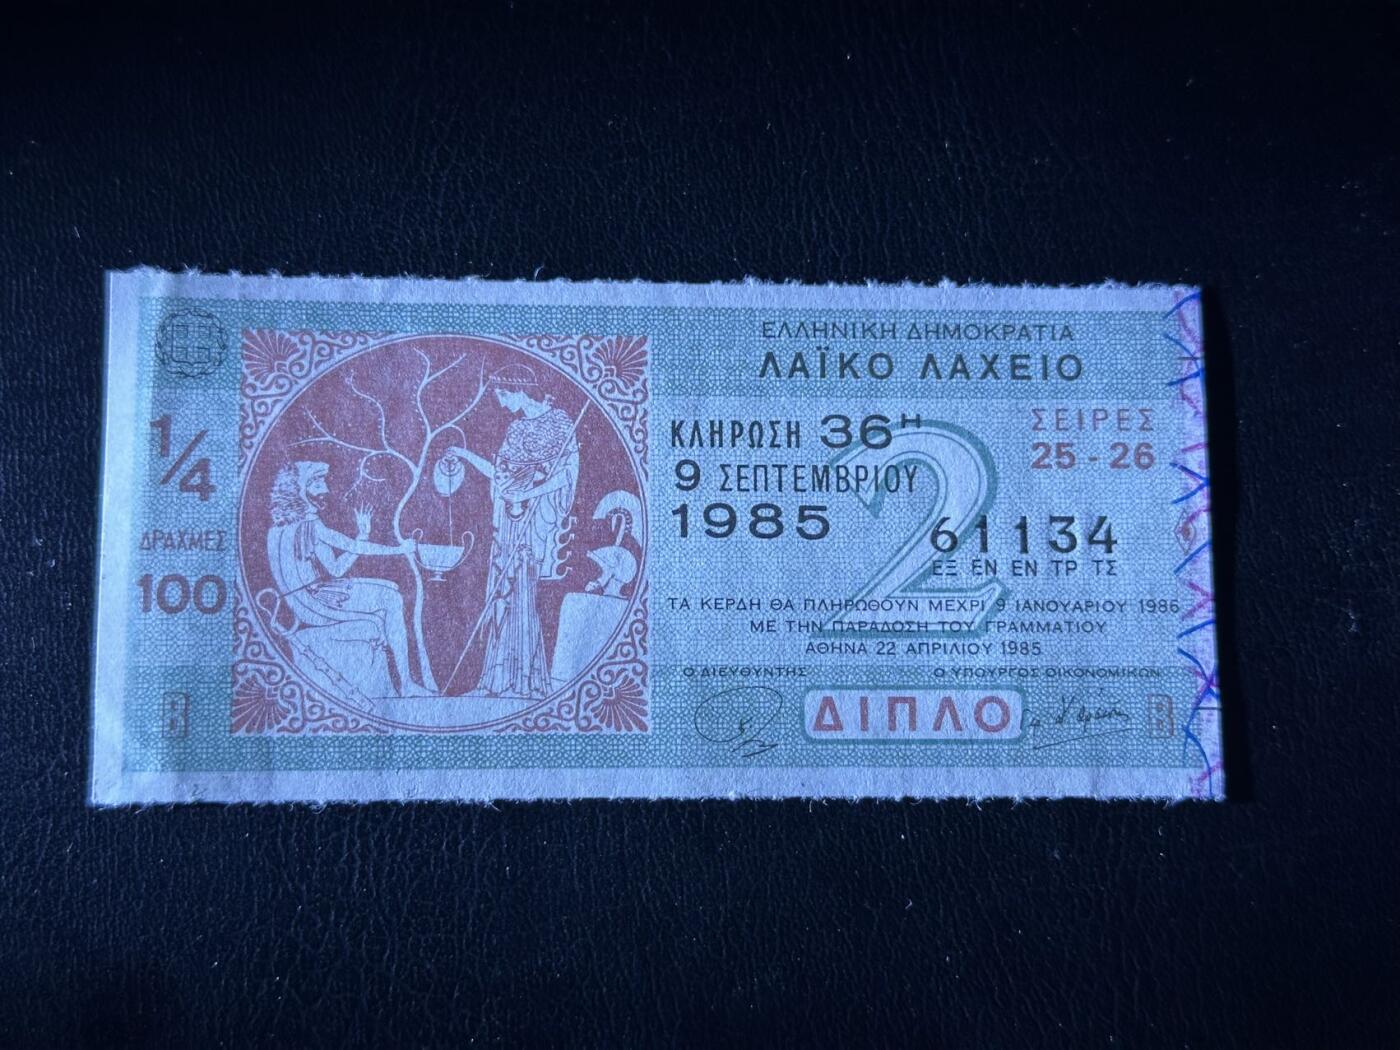 ΕΛΛΗΝΙΚΗ ΔΗΜΟΚΡΑΤΙΑ
ΛΑΪΚΟ ΛΑΧΕΙΟ
1/4
ΔΡΑΧΜΕΣ
100
ΚΛΗΡΩΣΗ 36Η
9 ΣΕΠΤΕΜΒΡΙΟΥ
1985
ΣΕΙΡΕΣ
25 - 26
2
61134
ΕΞ ΕΝ ΕΝ ΤΡ ΤΣ
ΤΑ ΚΕΡΔΗ ΘΑ ΠΛΗΡΩΘΟΥΝ ΜΕΧΡΙ 9 ΙΑΝΟΥΑΡΙΟΥ 1986
ΜΕ ΤΗΝ ΠΑΡΑΔΟΣΗ ΤΟΥ ΓΡΑΜΜΑΤΙΟΥ
ΑΘΗΝΑ 22 ΑΠΡΙΛΙΟΥ 1985
Ο ΔΙΕΥΘΥΝΤΗΣ
Ο ΥΠΟΥΡΓΟΣ ΟΙΚΟΝΟΜΙΚΩΝ
ΔΙΠΛΟ